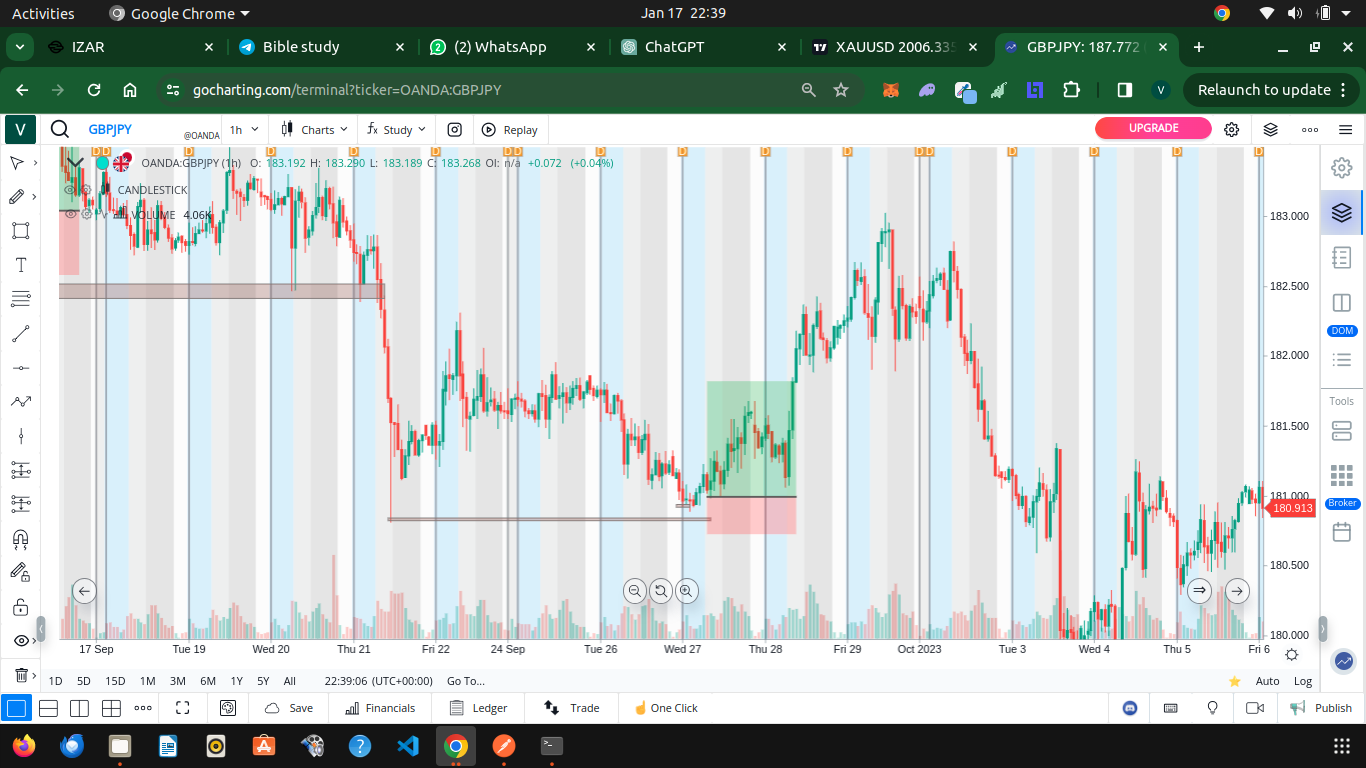 Activities Google Chrome Jan 17 22:39
IZAR Bible study (2) WhatsApp ChatGPT XAUUSD 2006.335 GBPJPY: 187.772
gocharting.com/terminal?ticker=OANDA:GBPJPY V Relaunch to update
V GBPJPY @OANDA 1h Charts fx Study Replay UPGRADE
D D D D D D D D D D D D D D D D D
OANDA:GBPJPY (1h) O: 183.192 H: 183.290 L: 183.189 C: 183.268 OI: n/a +0.072 (+0.04%)
CANDLESTICK
VOLUME 4.06K
183.000
182.500
DOM
182.000
Tools
181.500
181.000
Broker
180.913
180.500
180.000
17 Sep Tue 19 Wed 20 Thu 21 Fri 22 24 Sep Tue 26 Wed 27 Thu 28 Fri 29 Oct 2023 Tue 3 Wed 4 Thu 5 Fri 6
1D 5D 15D 1M 3M 6M 1Y 5Y All 22:39:06 (UTC+00:00) Go To... Auto Log
Save Financials Ledger Trade One Click Publish